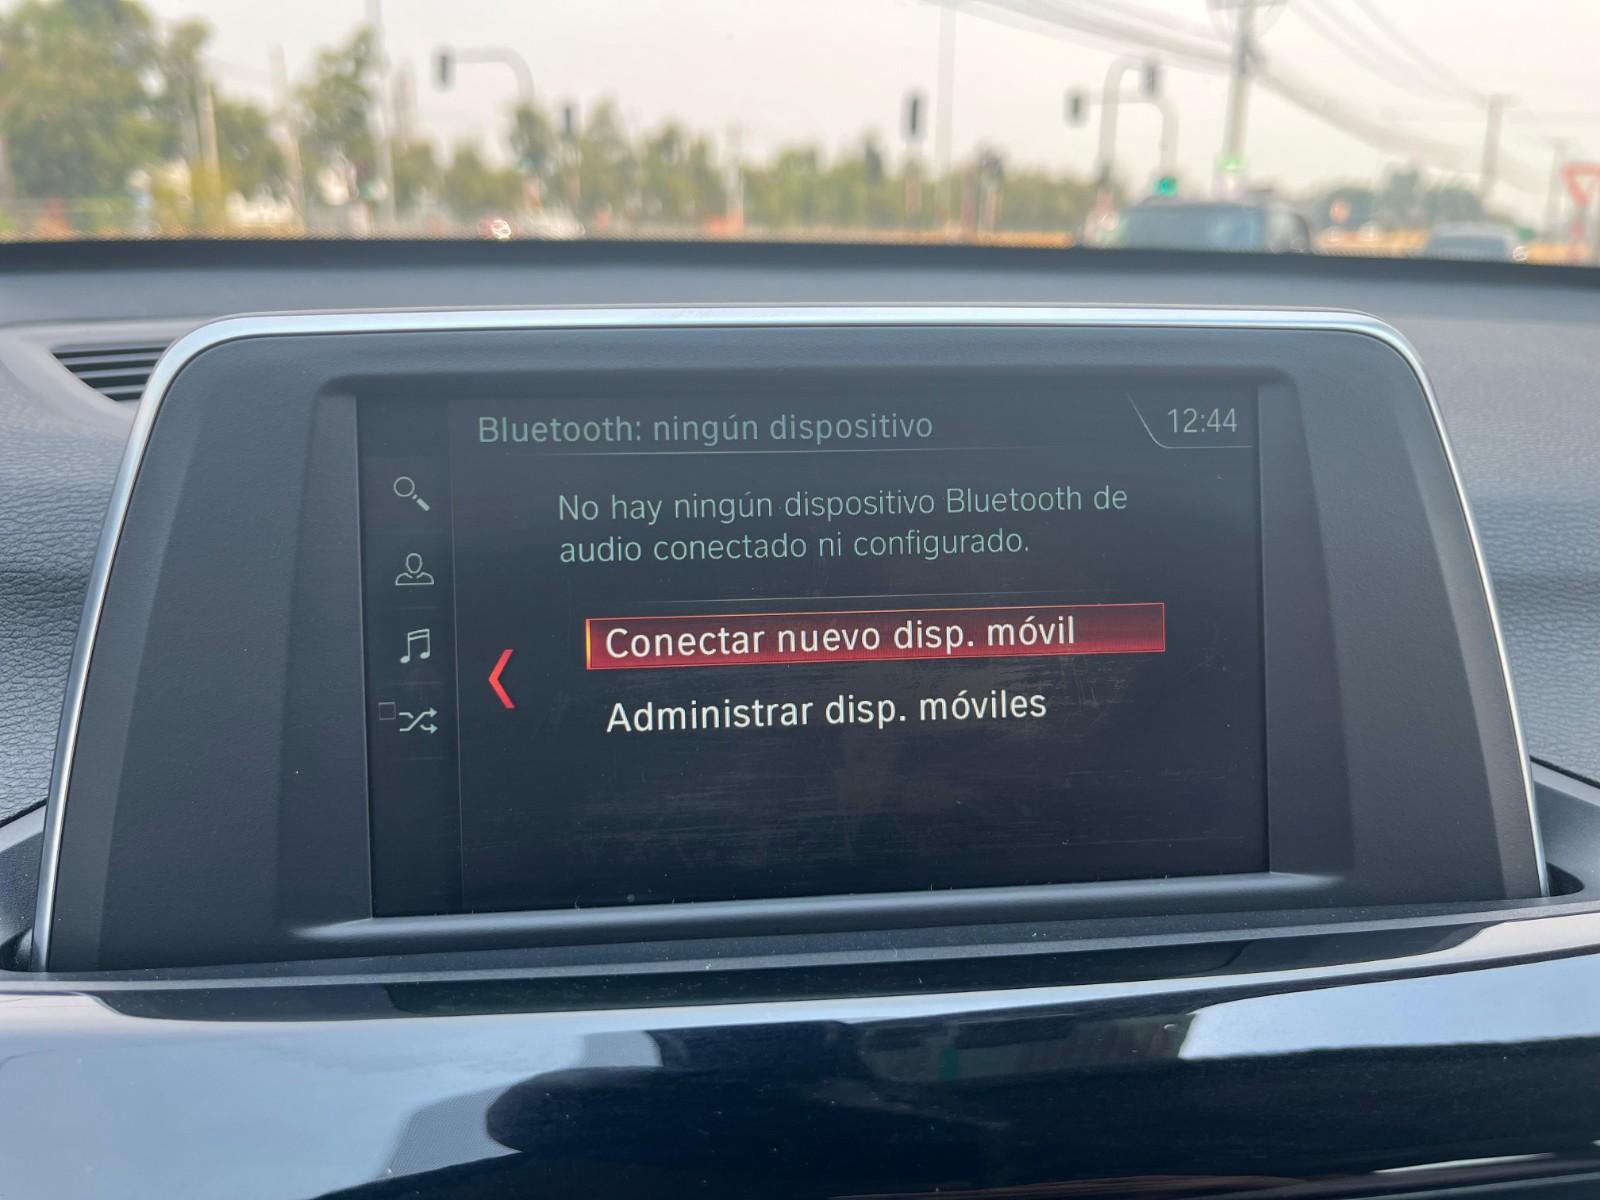 Bluetooth: ningún dispositivo
12:44
No hay ningún dispositivo Bluetooth de
audio conectado ni configurado.
Conectar nuevo disp. móvil
Administrar disp. móviles